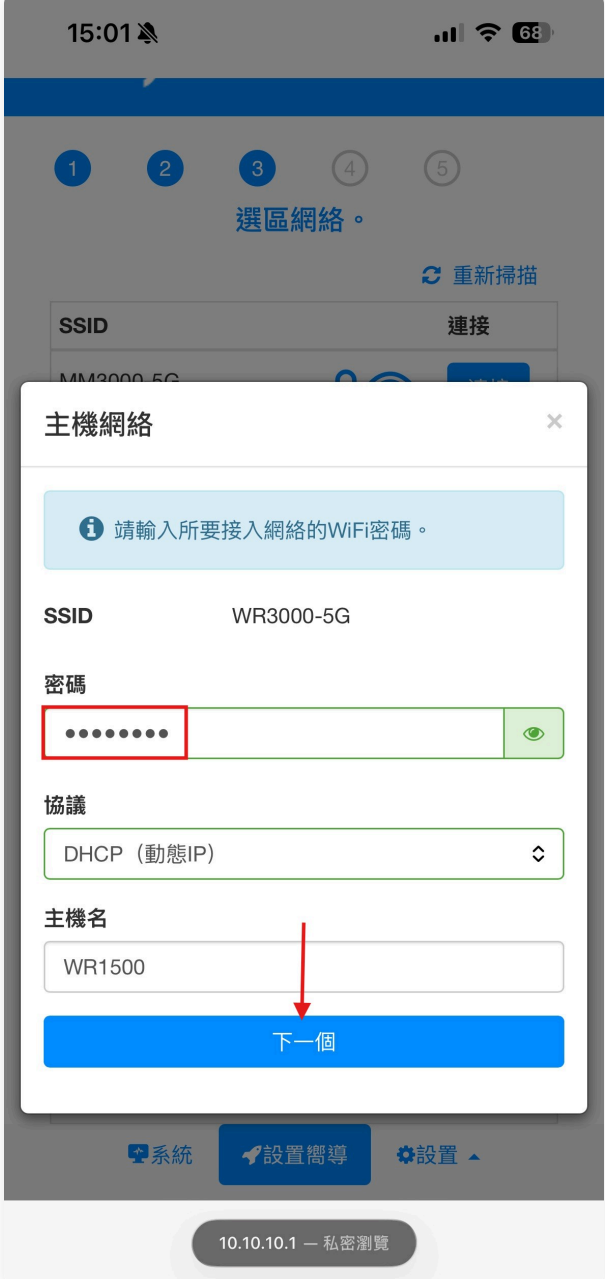 15:01
68
1 2 3 4 5
選區網絡。
重新掃描
SSID 連接
MM3000-5G
主機網絡 ×
請輸入所要接入網絡的WiFi密碼。
SSID WR3000-5G
密碼
協議
DHCP（動態IP）
主機名
WR1500
下一個
系統 設置嚮導 設置
10.10.10.1 — 私密瀏覽